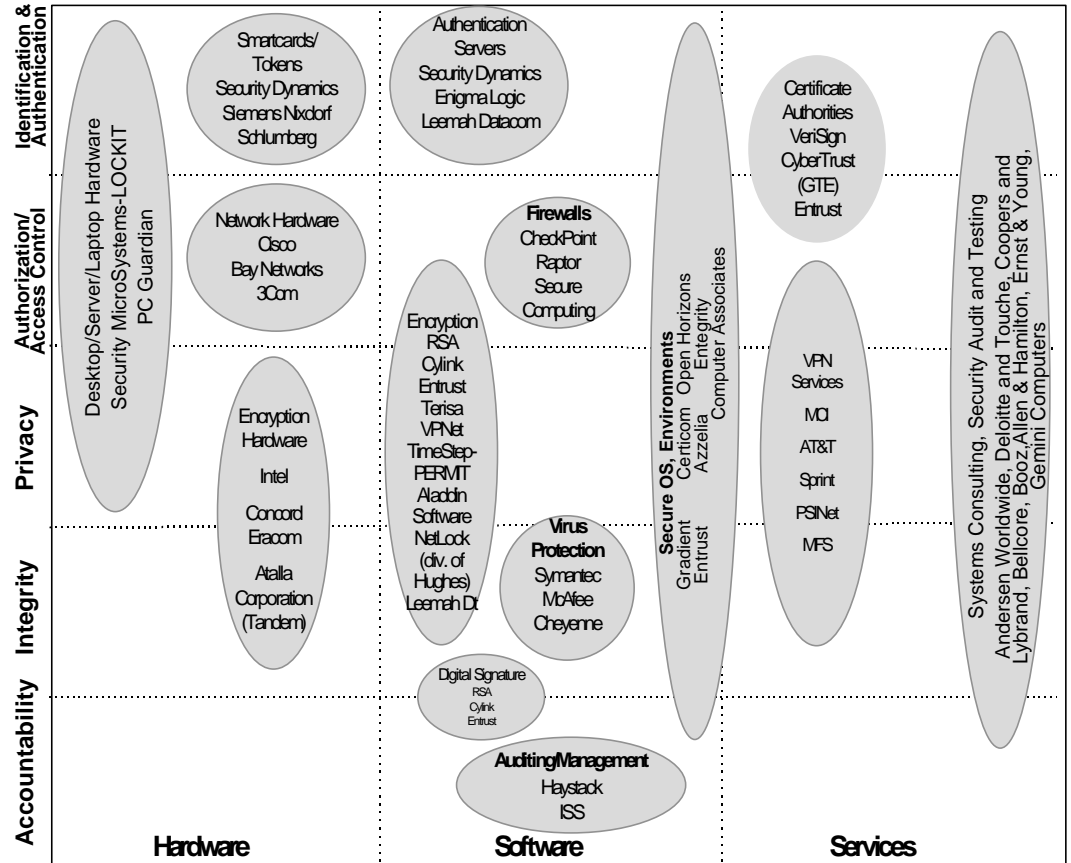 Identification &
Authentication
Authorization/
Access Control
Privacy
Integrity
Accountability
Desktop/Server/Laptop Hardware
Security MicroSystems-LOCKIT
PC Guardian
Smartcards/
Tokens
Security Dynamics
Siemens Nixdorf
Schlumberg
Network Hardware
Cisco
Bay Networks
3Com
Encryption
Hardware
Intel
Concord
Eracom
Atalla
Corporation
(Tandem)
Authentication
Servers
Security Dynamics
Enigma Logic
Leemah Datacom
Firewalls
CheckPoint
Raptor
Secure
Computing
Encryption
RSA
Cylink
Entrust
Terisa
VPNet
TimeStep-
PERMIT
Aladdin
Software
NetLock
(div. of
Hughes)
Leemah Dt
Virus
Protection
Symantec
McAfee
Cheyenne
Digital Signature
RSA
Cylink
Entrust
Auditing/Management
Haystack
ISS
Secure OS, Environments
Gradient Certicom Open Horizons
Entrust Azzelia Entegrity
Computer Associates
Certificate
Authorities
VeriSign
CyberTrust
(GTE)
Entrust
VPN
Services
MCI
AT&T
Sprint
PSINet
MFS
Systems Consulting, Security Audit and Testing
Andersen Worldwide, Deloitte and Touche, Coopers and
Lybrand, Bellcore, Booz,Allen & Hamilton, Ernst & Young,
Gemini Computers
Hardware
Software
Services